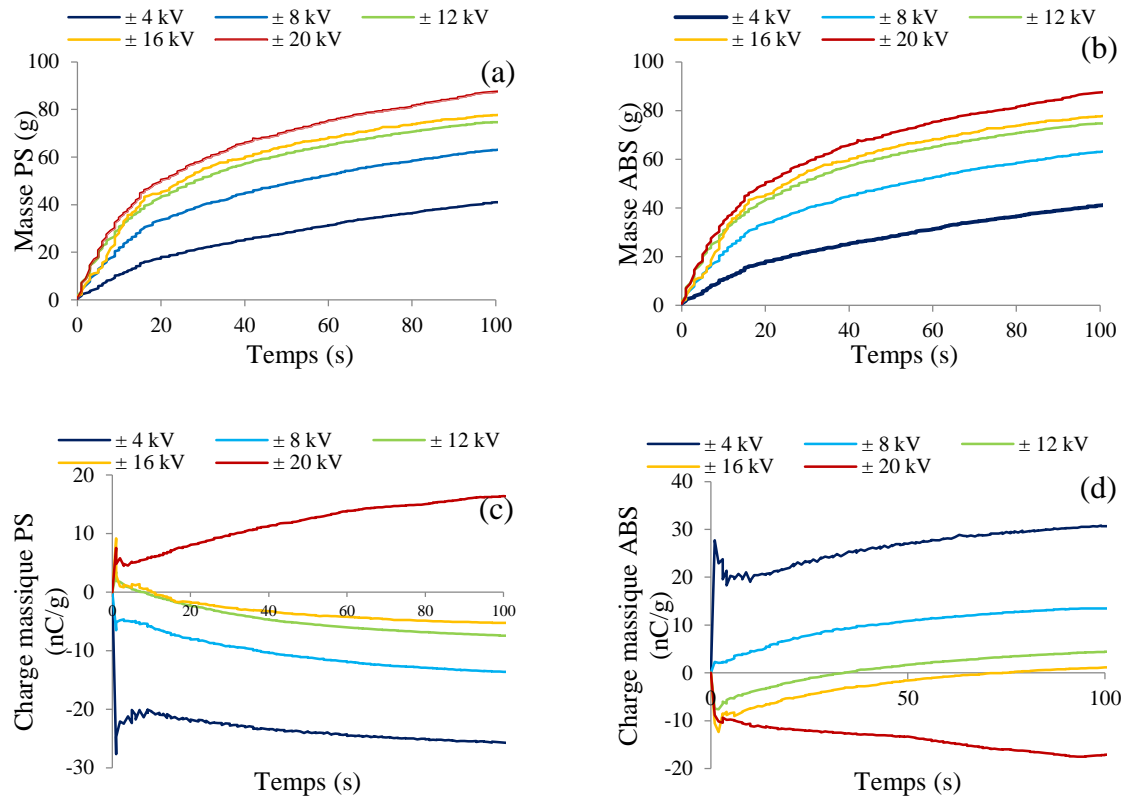 ± 4 kV ± 8 kV ± 12 kV
± 16 kV ± 20 kV
(a)
Masse PS (g)
100
80
60
40
20
0
0 20 40 60 80 100
Temps (s)
± 4 kV ± 8 kV ± 12 kV
± 16 kV ± 20 kV
(b)
Masse ABS (g)
100
80
60
40
20
0
0 20 40 60 80 100
Temps (s)
± 4 kV ± 8 kV ± 12 kV
± 16 kV ± 20 kV
(c)
Charge massique PS
(nC/g)
20
10
0
-10
-20
-30
0 20 40 60 80 100
Temps (s)
± 4 kV ± 8 kV ± 12 kV
± 16 kV ± 20 kV
(d)
Charge massique ABS
(nC/g)
40
30
20
10
0
-10
-20
0 50 100
Temps (s)